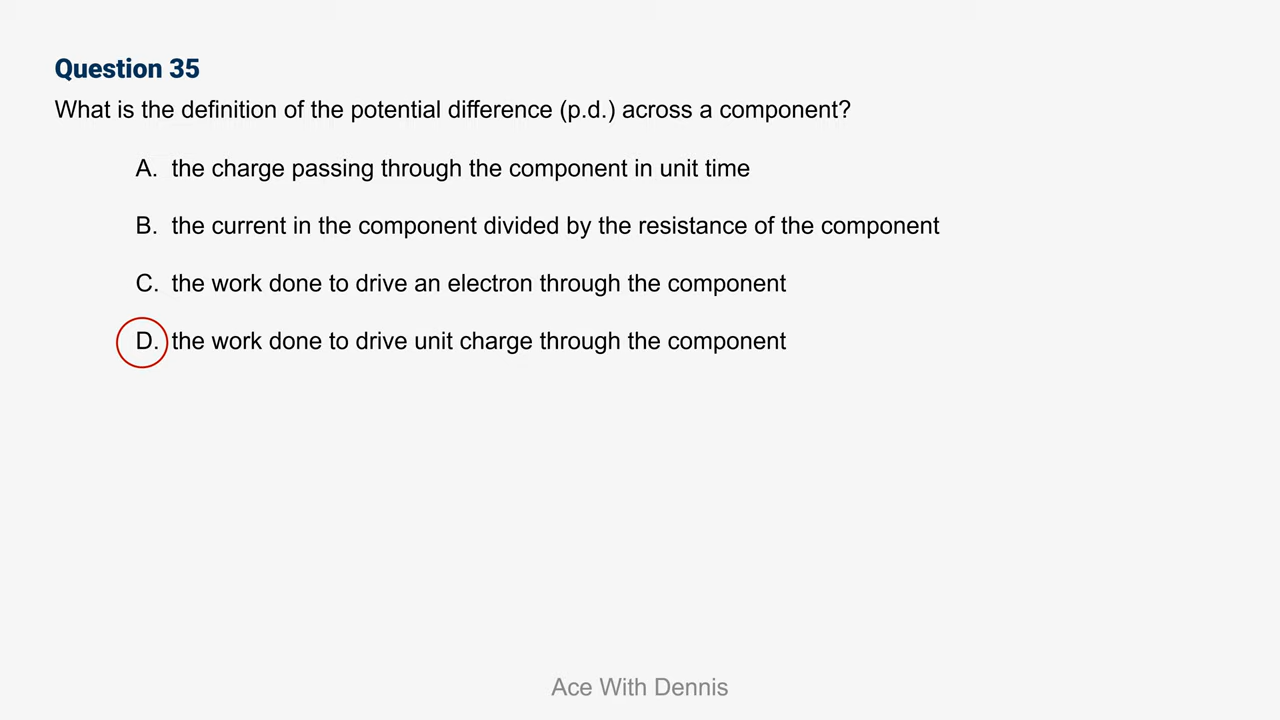 Question 35
What is the definition of the potential difference (p.d.) across a component?
A. the charge passing through the component in unit time
B. the current in the component divided by the resistance of the component
C. the work done to drive an electron through the component
D. the work done to drive unit charge through the component
Ace With Dennis